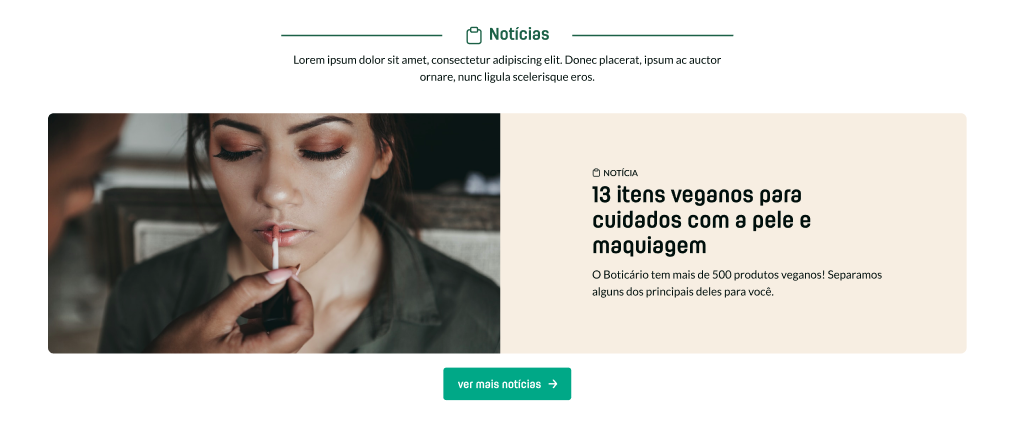 Notícias
Lorem ipsum dolor sit amet, consectetur adipiscing elit. Donec placerat, ipsum ac auctor
ornare, nunc ligula scelerisque eros.
NOTÍCIA
13 itens veganos para
cuidados com a pele e
maquiagem
O Boticário tem mais de 500 produtos veganos! Separamos
alguns dos principais deles para você.
ver mais notícias